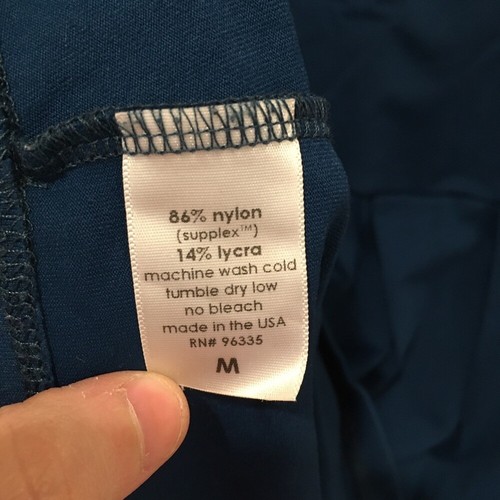 86% nylon
(supplex™)
14% lycra
machine wash cold
tumble dry low
no bleach
made in the USA
RN# 96335
M